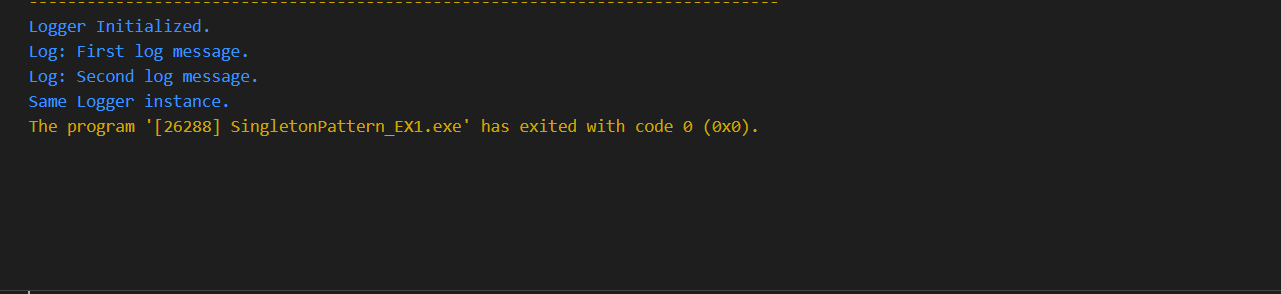 --------------------------------------------------------------------------------
Logger Initialized.
Log: First log message.
Log: Second log message.
Same Logger instance.
The program '[26288] SingletonPattern_EX1.exe' has exited with code 0 (0x0).